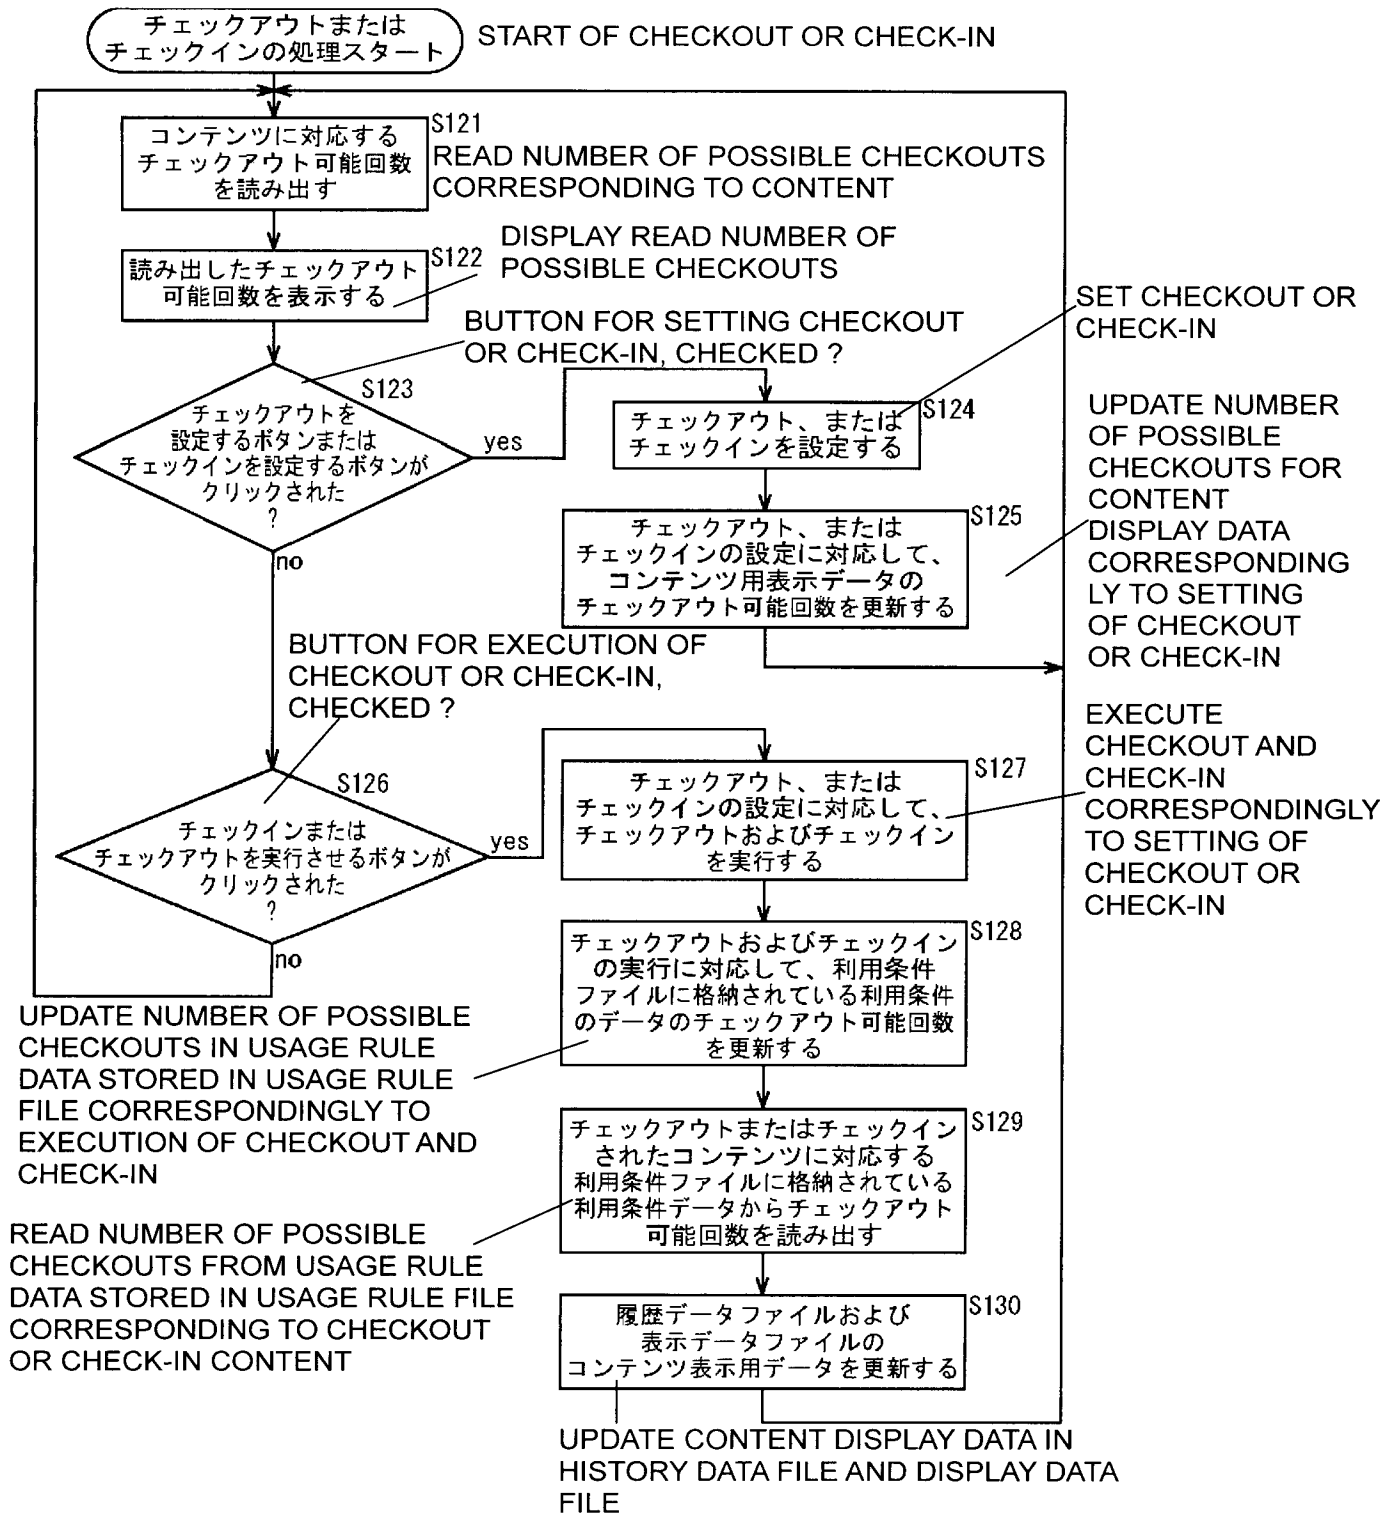 チェックアウトまたは
チェックインの処理スタート
START OF CHECKOUT OR CHECK-IN
S121
コンテンツに対応する
チェックアウト可能回数
を読み出す
READ NUMBER OF POSSIBLE CHECKOUTS
CORRESPONDING TO CONTENT
S122
読み出したチェックアウト
可能回数を表示する
DISPLAY READ NUMBER OF
POSSIBLE CHECKOUTS
BUTTON FOR SETTING CHECKOUT
OR CHECK-IN, CHECKED ?
S123
チェックアウトを
設定するボタンまたは
チェックインを設定するボタンが
クリックされた
?
yes
no
SET CHECKOUT OR
CHECK-IN
S124
チェックアウト、または
チェックインを設定する
S125
チェックアウト、または
チェックインの設定に対応して、
コンテンツ用表示データの
チェックアウト可能回数を更新する
UPDATE NUMBER
OF POSSIBLE
CHECKOUTS FOR
CONTENT
DISPLAY DATA
CORRESPONDING
LY TO SETTING
OF CHECKOUT
OR CHECK-IN
BUTTON FOR EXECUTION OF
CHECKOUT OR CHECK-IN,
CHECKED ?
S126
チェックインまたは
チェックアウトを実行させるボタンが
クリックされた
?
yes
no
S127
チェックアウト、または
チェックインの設定に対応して、
チェックアウトおよびチェックイン
を実行する
EXECUTE
CHECKOUT AND
CHECK-IN
CORRESPONDINGLY
TO SETTING OF
CHECKOUT OR
CHECK-IN
S128
チェックアウトおよびチェックイン
の実行に対応して、利用条件
ファイルに格納されている利用条件
のデータのチェックアウト可能回数
を更新する
UPDATE NUMBER OF POSSIBLE
CHECKOUTS IN USAGE RULE
DATA STORED IN USAGE RULE
FILE CORRESPONDINGLY TO
EXECUTION OF CHECKOUT AND
CHECK-IN
S129
チェックアウトまたはチェックイン
されたコンテンツに対応する
利用条件ファイルに格納されている
利用条件データからチェックアウト
可能回数を読み出す
READ NUMBER OF POSSIBLE
CHECKOUTS FROM USAGE RULE
DATA STORED IN USAGE RULE FILE
CORRESPONDING TO CHECKOUT
OR CHECK-IN CONTENT
S130
履歴データファイルおよび
表示データファイルの
コンテンツ表示用データを更新する
UPDATE CONTENT DISPLAY DATA IN
HISTORY DATA FILE AND DISPLAY DATA
FILE